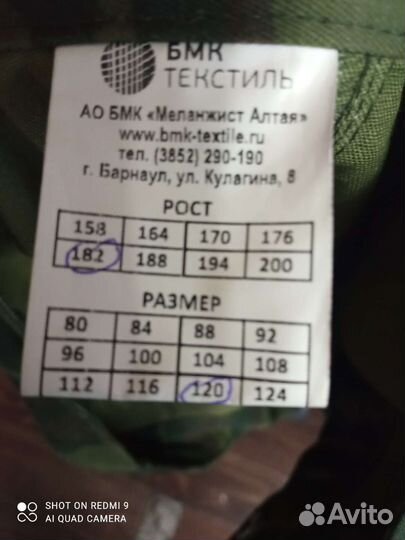 БМК
ТЕКСТИЛЬ
АО БМК «Меланжист Алтая»
www.bmk-textile.ru
тел. (3852) 290-190
г. Барнаул, ул. Кулагина, 8
РОСТ
158 164 170 176
182 188 194 200
РАЗМЕР
80 84 88 92
96 100 104 108
112 116 120 124
SHOT ON REDMI 9
AI QUAD CAMERA
Avito